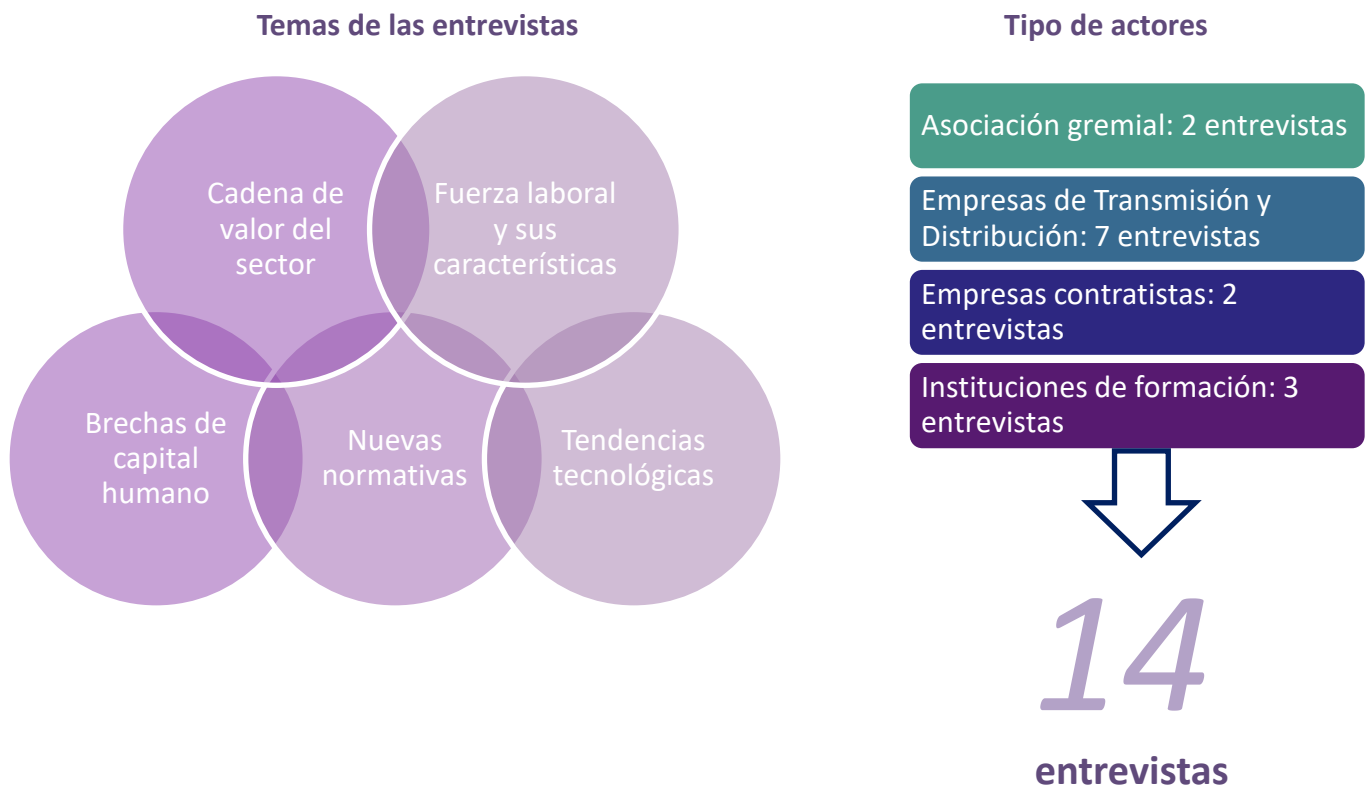 Temas de las entrevistas
Cadena de
valor del
sector
Fuerza laboral
y sus
características
Brechas de
capital
humano
Nuevas
normativas
Tendencias
tecnológicas
Tipo de actores
Asociación gremial: 2 entrevistas
Empresas de Transmisión y
Distribución: 7 entrevistas
Empresas contratistas: 2
entrevistas
Instituciones de formación: 3
entrevistas
14
entrevistas